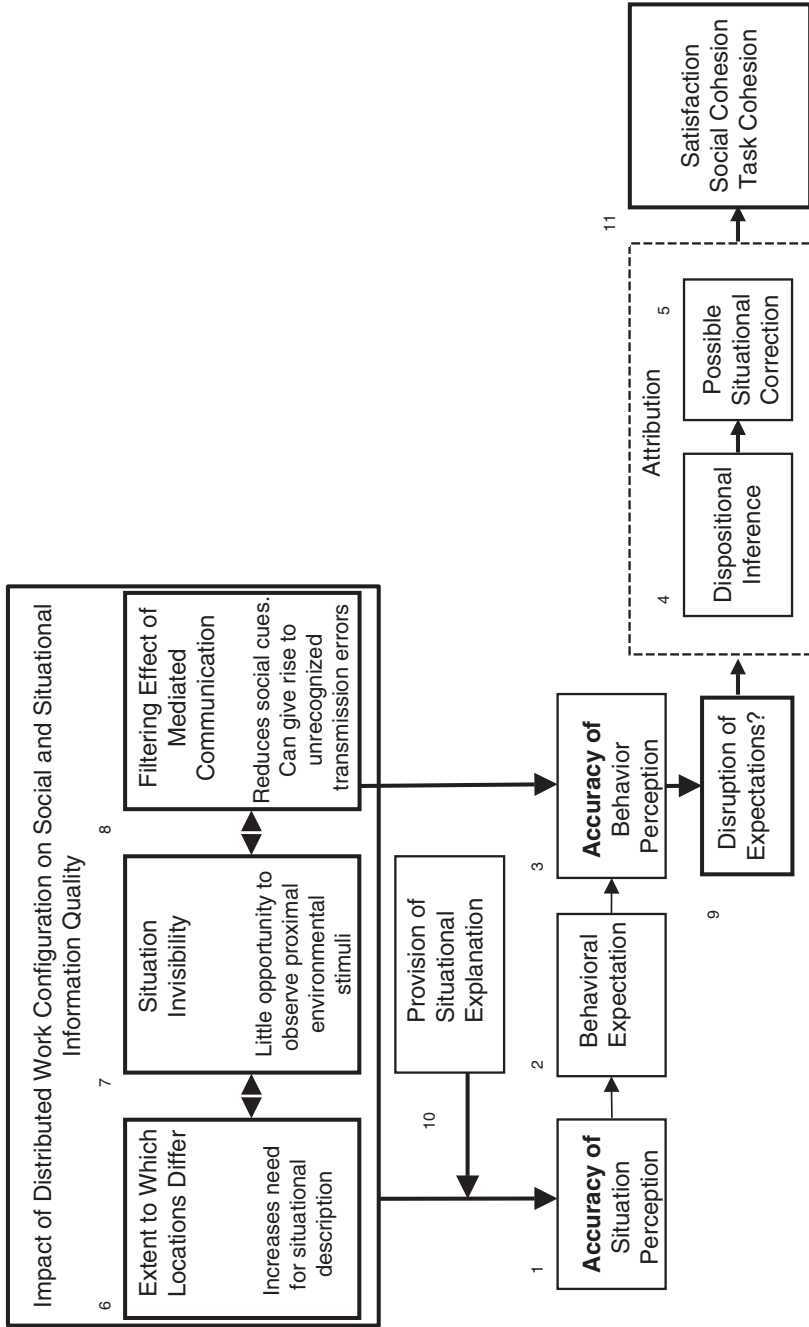 Impact of Distributed Work Configuration on Social and Situational
Information Quality
6
Extent to Which
Locations Differ
Increases need
for situational
description
7
Situation
Invisibility
Little opportunity to
observe proximal
environmental
stimuli
8
Filtering Effect of
Mediated
Communication
Reduces social cues.
Can give rise to
unrecognized
transmission errors
10
Provision of
Situational
Explanation
1
Accuracy of
Situation
Perception
2
Behavioral
Expectation
3
Accuracy of
Behavior
Perception
9
Disruption of
Expectations?
Attribution
4
Dispositional
Inference
5
Possible
Situational
Correction
11
Satisfaction
Social Cohesion
Task Cohesion